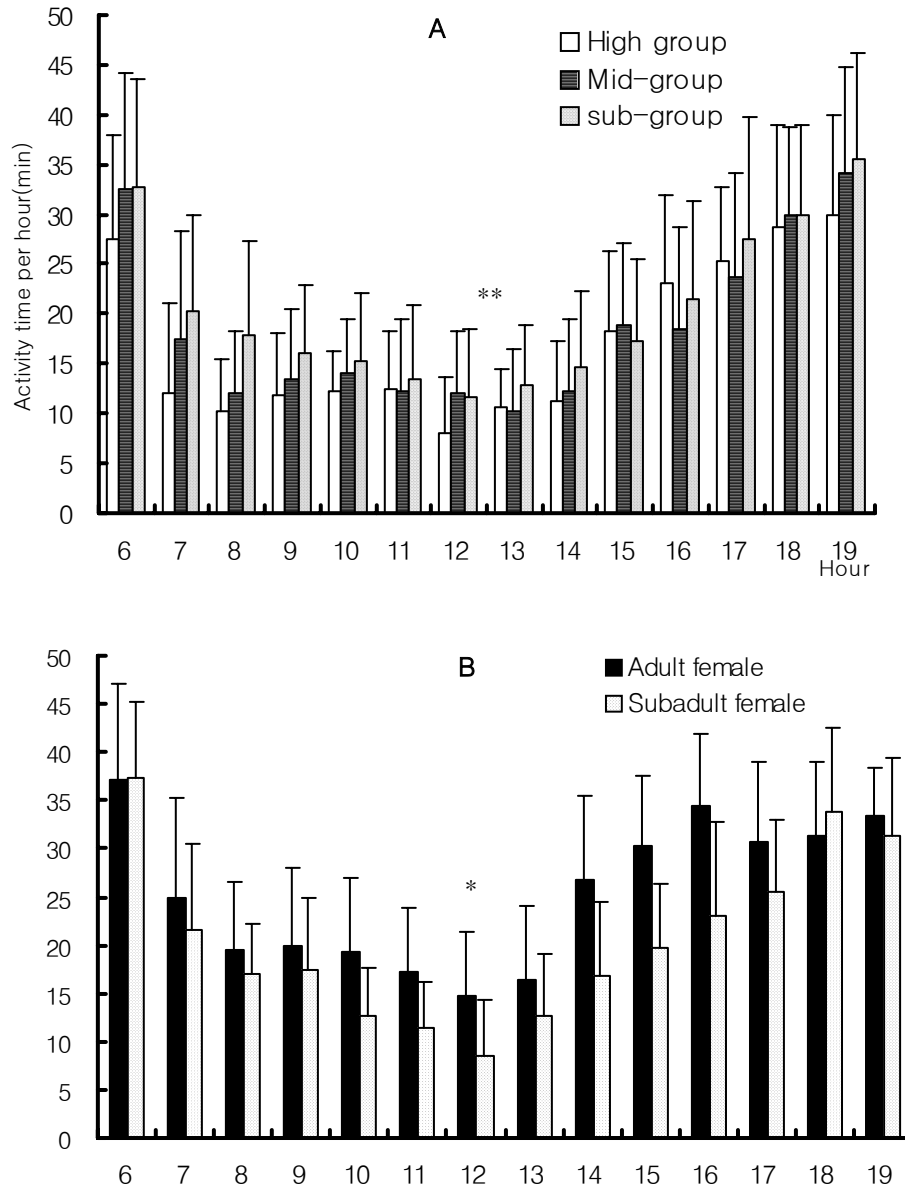 A
High group
Mid-group
sub-group
Activity time per hour(min)
50
45
40
35
30
25
20
15
10
5
0
**
6 7 8 9 10 11 12 13 14 15 16 17 18 19
Hour
B
Adult female
Subadult female
50
45
40
35
30
25
20
15
10
5
0
*
6 7 8 9 10 11 12 13 14 15 16 17 18 19